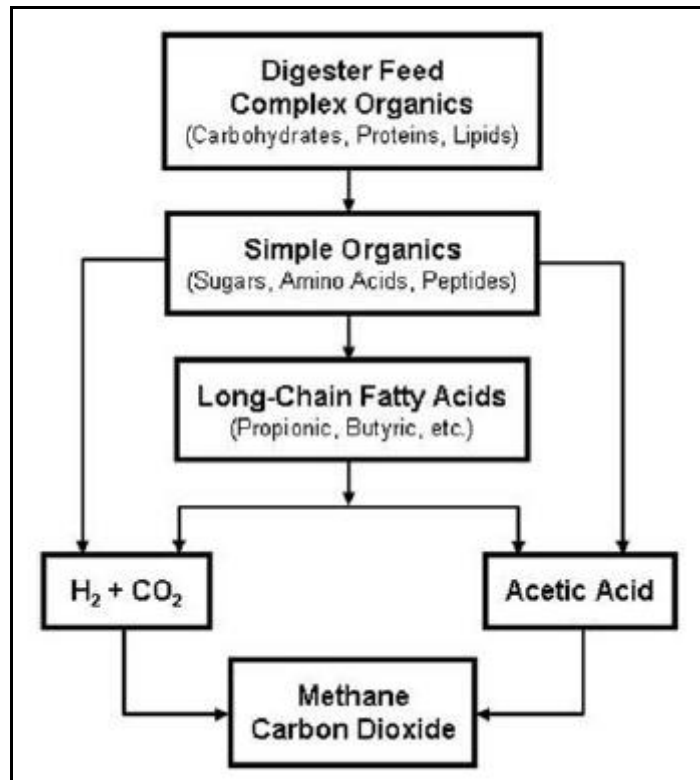 Digester Feed
Complex Organics
(Carbohydrates, Proteins, Lipids)
Simple Organics
(Sugars, Amino Acids, Peptides)
Long-Chain Fatty Acids
(Propionic, Butyric, etc.)
H₂ + CO₂
Acetic Acid
Methane
Carbon Dioxide